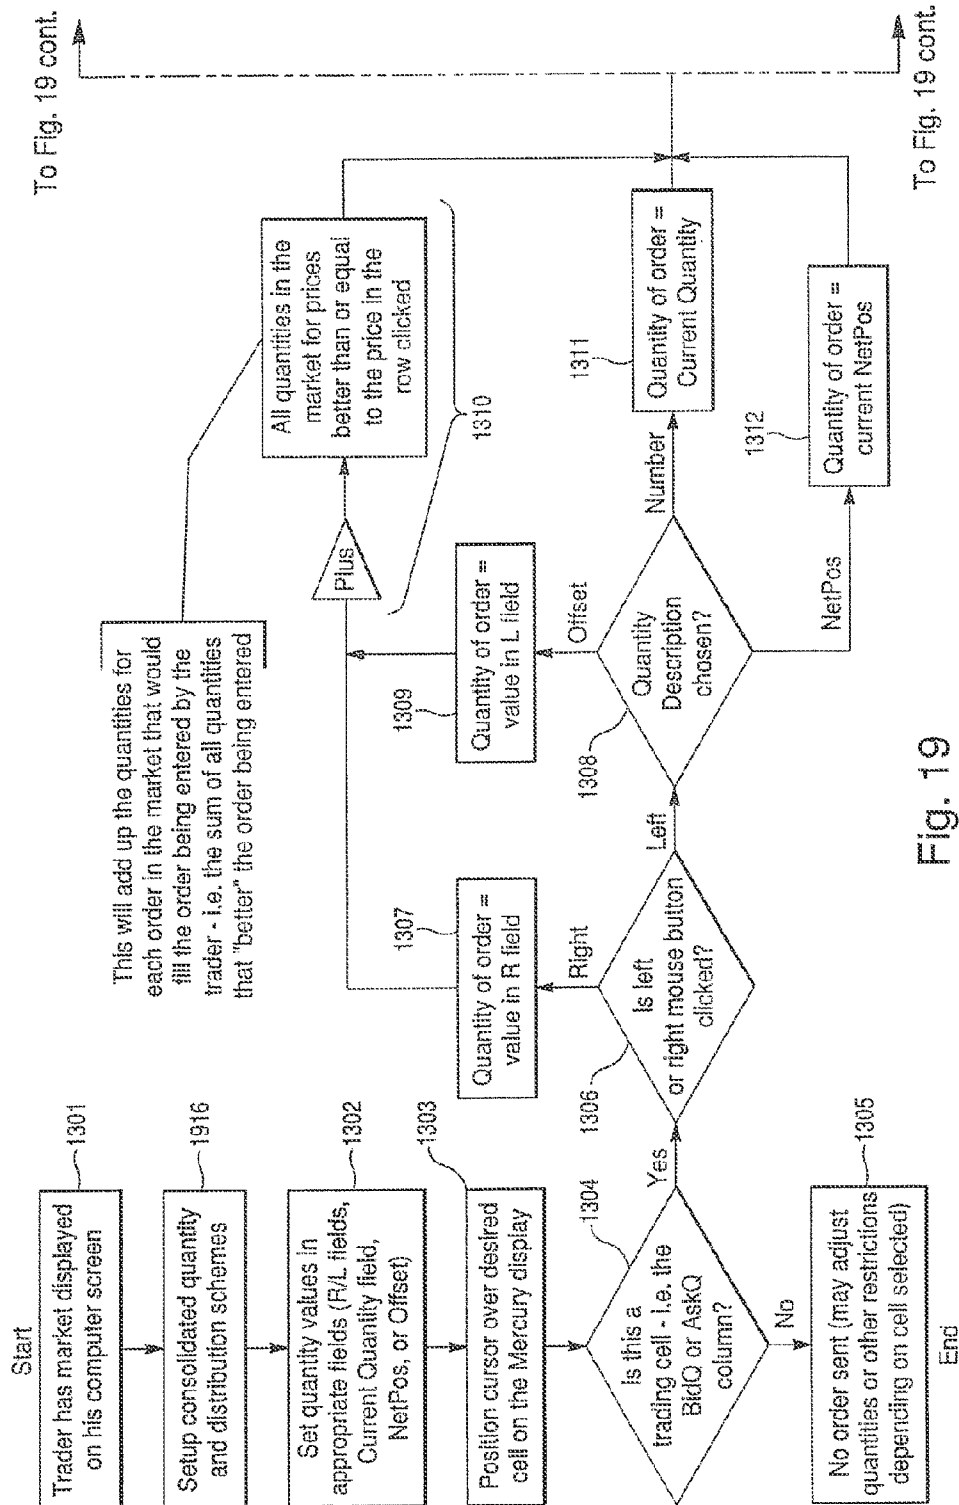 Start
Trader has market displayed
on his computer screen
1301
Setup consolidated quantity
and distribution schemes
1916
Set quantity values in
appropriate fields (R/L fields,
Current Quantity field,
NetPos, or Offset)
1302
Position cursor over desired
cell on the Mercury display
1303
Is this a
trading cell - i.e. the
BidQ or AskQ
column?
1304
Yes
No
No order sent (may adjust
quantities or other restrictions
depending on cell selected)
1305
End
Is left
or right mouse button
clicked?
1306
Right
Left
Quantity of order =
value in R field
1307
Quantity
Description
chosen?
1308
Offset
Number
NetPos
Quantity of order =
value in L field
1309
Plus
All quantities in the
market for prices
better than or equal
to the price in the
row clicked
1310
This will add up the quantities for
each order in the market that would
fill the order being entered by the
trader - i.e. the sum of all quantities
that "better" the order being entered
Quantity of order =
Current Quantity
1311
Quantity of order =
current NetPos
1312
To Fig. 19 cont.
To Fig. 19 cont.
Fig. 19